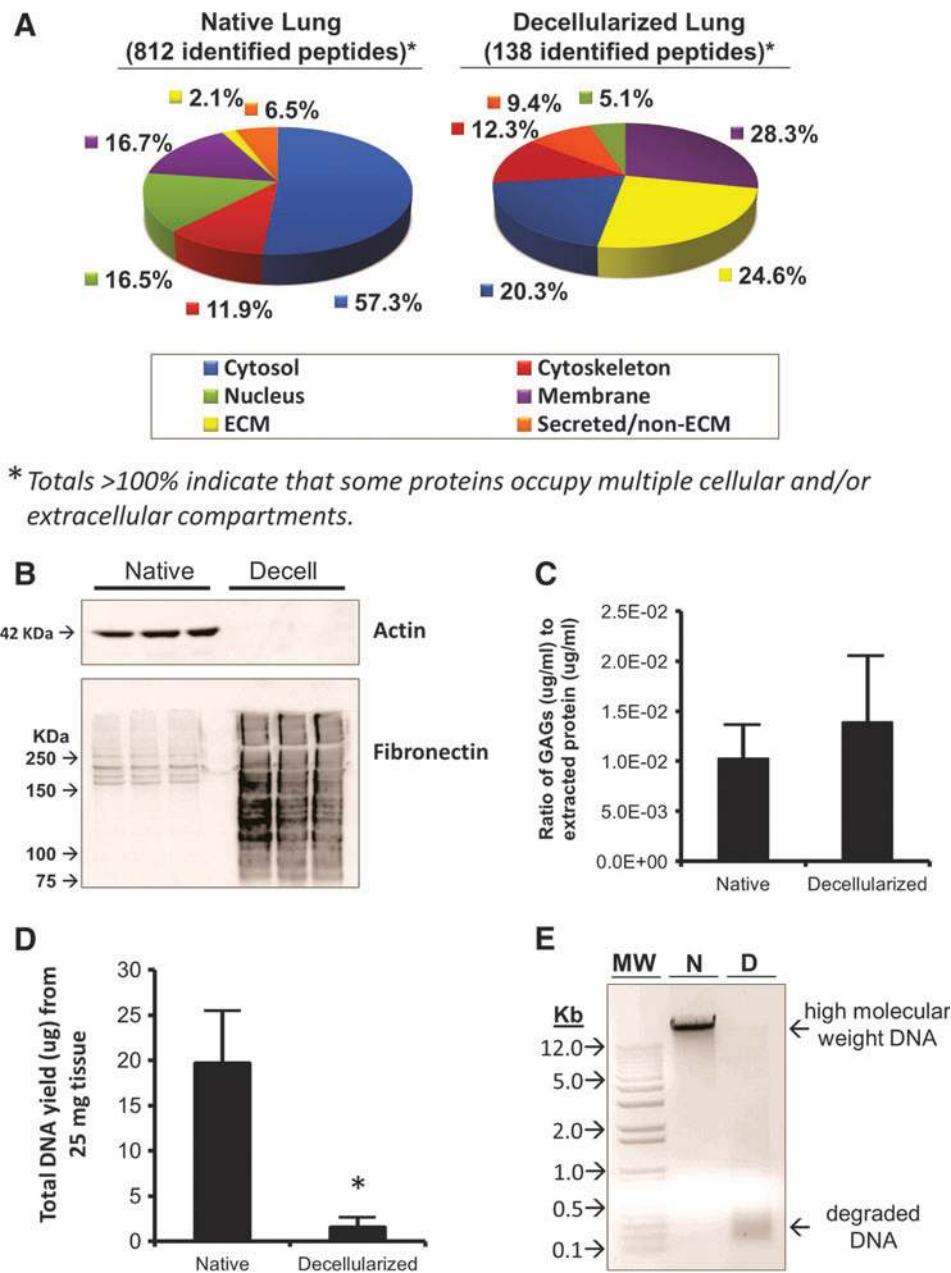 A
Native Lung
(812 identified peptides)*
Decellularized Lung
(138 identified peptides)*
2.1%
6.5%
16.7%
16.5%
11.9%
57.3%
9.4%
5.1%
12.3%
28.3%
20.3%
24.6%
Cytosol
Cytoskeleton
Nucleus
Membrane
ECM
Secreted/non-ECM
* Totals >100% indicate that some proteins occupy multiple cellular and/or
extracellular compartments.
B
Native
Decell
42 KDa →
Actin
KDa
250 →
150 →
100 →
75 →
Fibronectin
C
Ratio of GAGs (ug/ml) to
extracted protein (ug/ml)
2.5E-02
2.0E-02
1.5E-02
1.0E-02
5.0E-03
0.0E+00
Native
Decellularized
D
Total DNA yield (ug) from
25 mg tissue
30
25
20
15
10
5
0
*
Native
Decellularized
E
MW
N
D
Kb
12.0→
5.0→
2.0→
1.0→
0.5→
0.1→
← high molecular
weight DNA
← degraded
DNA